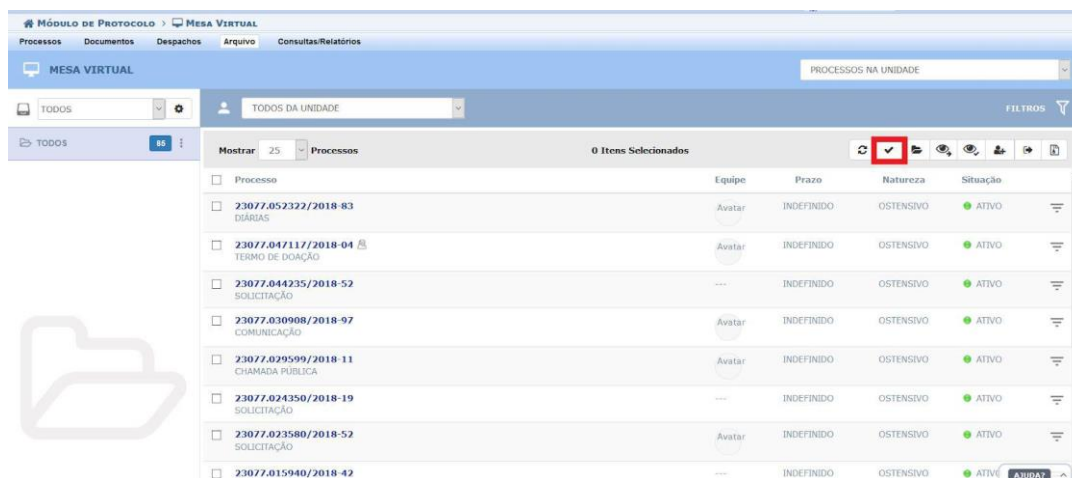 MÓDULO DE PROTOCOLO > MESA VIRTUAL
Processos Documentos Despachos Arquivo Consultas/Relatórios
MESA VIRTUAL PROCESSOS NA UNIDADE
TODOS TODOS DA UNIDADE FILTROS
TODOS 86 Mostrar 25 Processos 0 Itens Selecionados
Processo Equipe Prazo Natureza Situação
23077.052322/2018-83 Avatar INDEFINIDO OSTENSIVO ATIVO
DIÁRIAS
23077.047117/2018-04 Avatar INDEFINIDO OSTENSIVO ATIVO
TERMO DE DOAÇÃO
23077.044235/2018-52 --- INDEFINIDO OSTENSIVO ATIVO
SOLICITAÇÃO
23077.030908/2018-97 Avatar INDEFINIDO OSTENSIVO ATIVO
COMUNICAÇÃO
23077.029599/2018-11 Avatar INDEFINIDO OSTENSIVO ATIVO
CHAMADA PÚBLICA
23077.024350/2018-19 --- INDEFINIDO OSTENSIVO ATIVO
SOLICITAÇÃO
23077.023580/2018-52 Avatar INDEFINIDO OSTENSIVO ATIVO
SOLICITAÇÃO
23077.015940/2018-42 --- INDEFINIDO OSTENSIVO ATIVO AJUDA?